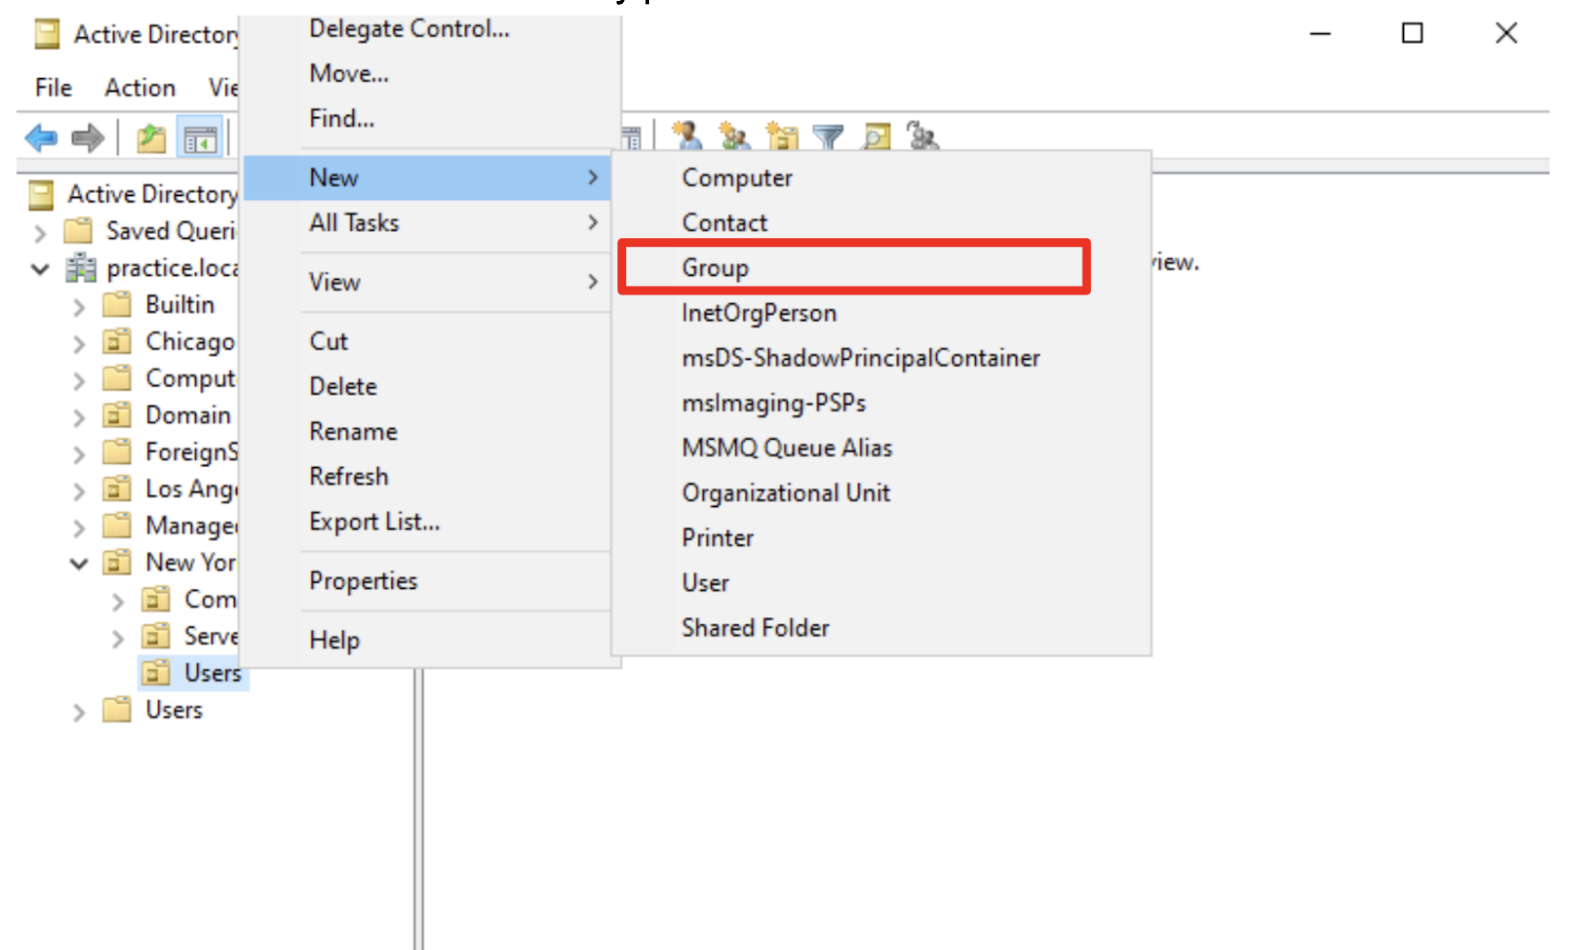 Active Directory
File Action Vie
Active Directory
Saved Queri
practice.loca
Builtin
Chicago
Comput
Domain
ForeignS
Los Ang
Manage
New Yor
Com
Serve
Users
Users
Delegate Control...
Move...
Find...
New
All Tasks
View
Cut
Delete
Rename
Refresh
Export List...
Properties
Help
Computer
Contact
Group
InetOrgPerson
msDS-ShadowPrincipalContainer
msImaging-PSPs
MSMQ Queue Alias
Organizational Unit
Printer
User
Shared Folder
view.